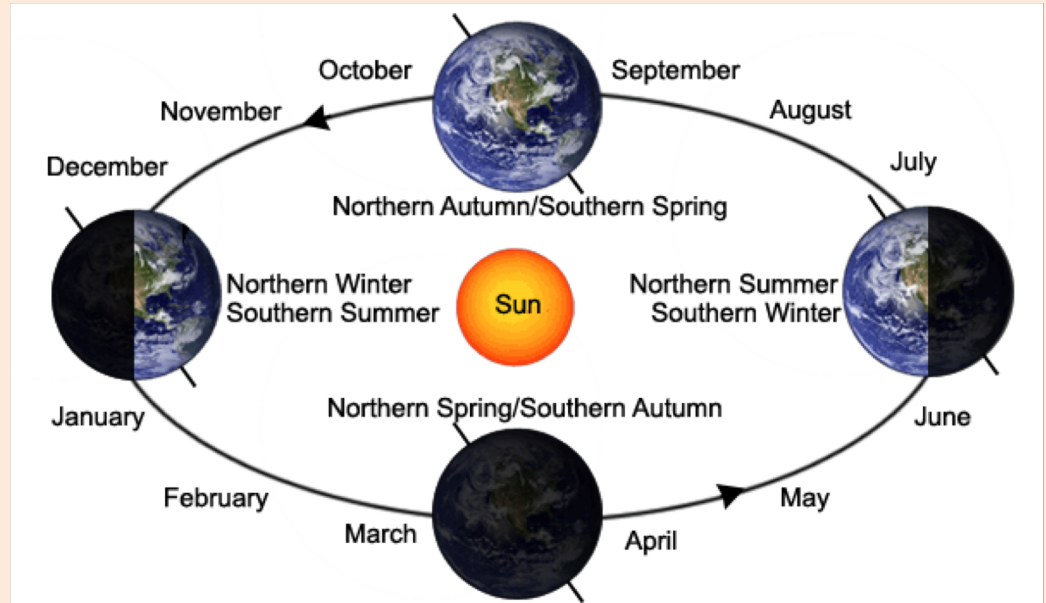 October
September
November
August
December
July
Northern Autumn/Southern Spring
Northern Winter
Southern Summer
Sun
Northern Summer
Southern Winter
Northern Spring/Southern Autumn
January
June
February
May
March
April